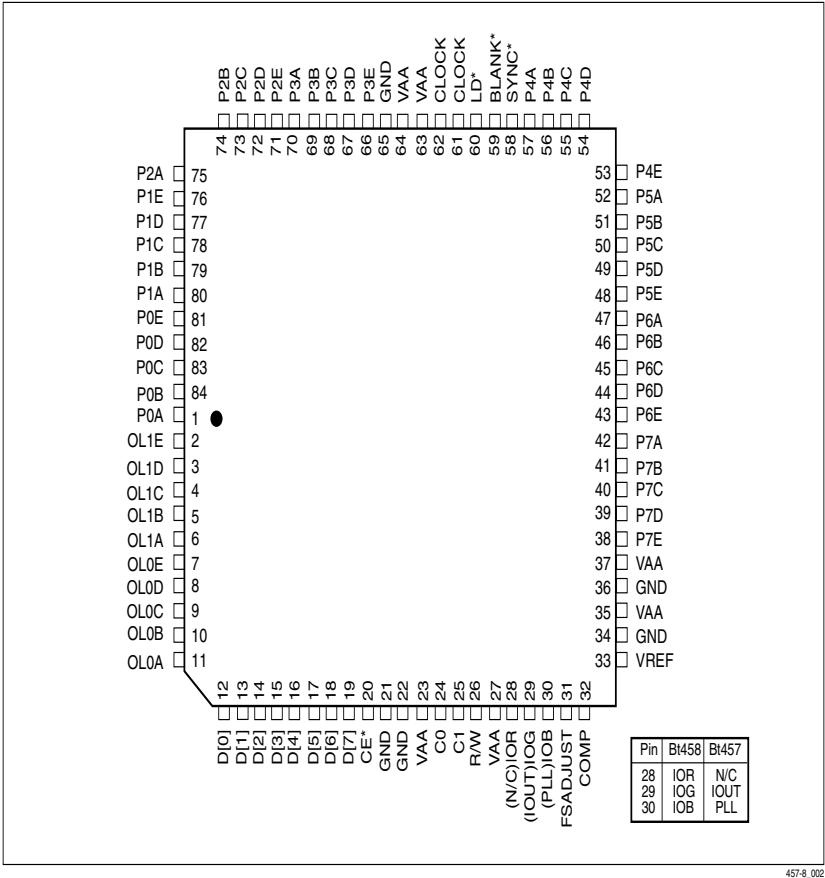 P2B P2C P2D P2E P3A P3B P3C P3D P3E GND VAA VAA CLOCK CLOCK LD* BLANK* SYNC* P4A P4B P4C P4D
74 73 72 71 70 69 68 67 66 65 64 63 62 61 60 59 58 57 56 55 54
P2A 75
P1E 76
P1D 77
P1C 78
P1B 79
P1A 80
P0E 81
P0D 82
P0C 83
P0B 84
P0A 1
OL1E 2
OL1D 3
OL1C 4
OL1B 5
OL1A 6
OL0E 7
OL0D 8
OL0C 9
OL0B 10
OL0A 11
53 P4E
52 P5A
51 P5B
50 P5C
49 P5D
48 P5E
47 P6A
46 P6B
45 P6C
44 P6D
43 P6E
42 P7A
41 P7B
40 P7C
39 P7D
38 P7E
37 VAA
36 GND
35 VAA
34 GND
33 VREF
12 13 14 15 16 17 18 19 20 21 22 23 24 25 26 27 28 29 30 31 32
D[0] D[1] D[2] D[3] D[4] D[5] D[6] D[7] CE* GND GND VAA C0 C1 R/W VAA (N/C)IOR (IOUT)IOG (PLL)IOB FSADJUST COMP
Pin Bt458 Bt457
28 IOR N/C
29 IOG IOUT
30 IOB PLL
457-8_002